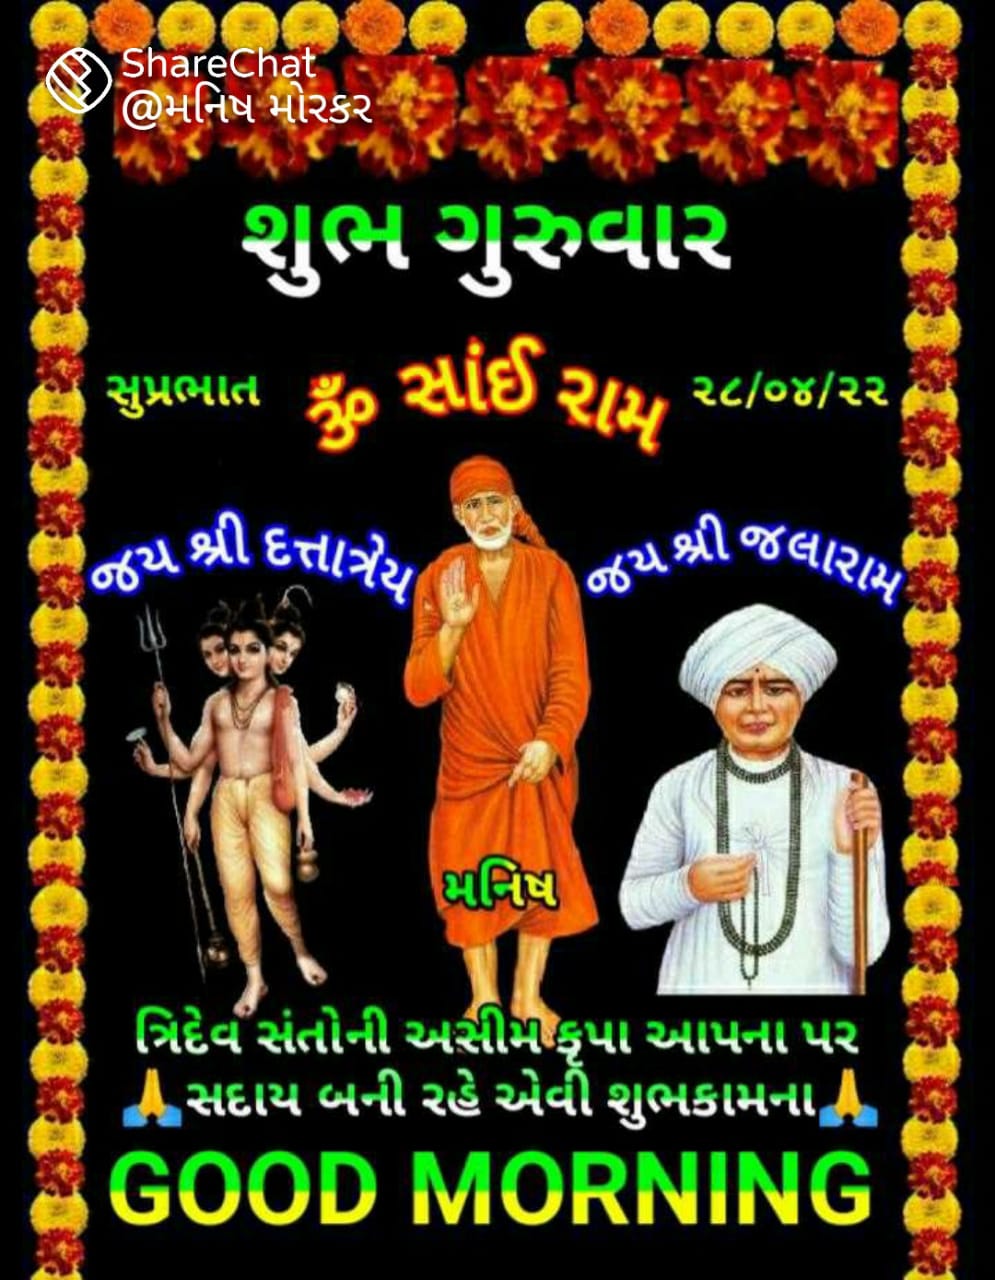 ShareChat
@મનિષ મોરકર
શુભ ગુરુવાર
સુપ્રભાત ૐ સાંઈ રામ ૨૮/૦૪/૨૨
જય શ્રી દત્તાત્રેય જય શ્રી જલારામ
મનિષ
ત્રિદેવ સંતોની અસીમ કૃપા આપના પર
🙏સદાય બની રહે એવી શુભકામના🙏
GOOD MORNING